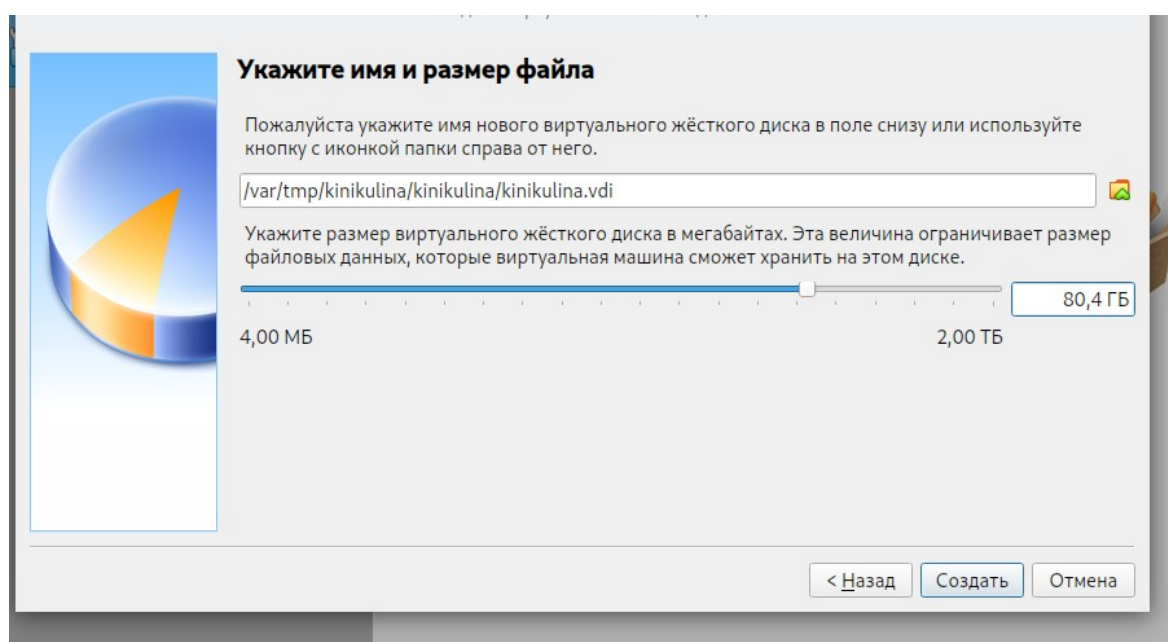 Укажите имя и размер файла
Пожалуйста укажите имя нового виртуального жёсткого диска в поле снизу или используйте
кнопку с иконкой папки справа от него.
/var/tmp/kinikulina/kinikulina/kinikulina.vdi
Укажите размер виртуального жёсткого диска в мегабайтах. Эта величина ограничивает размер
файловых данных, которые виртуальная машина сможет хранить на этом диске.
80,4 ГБ
4,00 МБ 2,00 ТБ
< Назад Создать Отмена